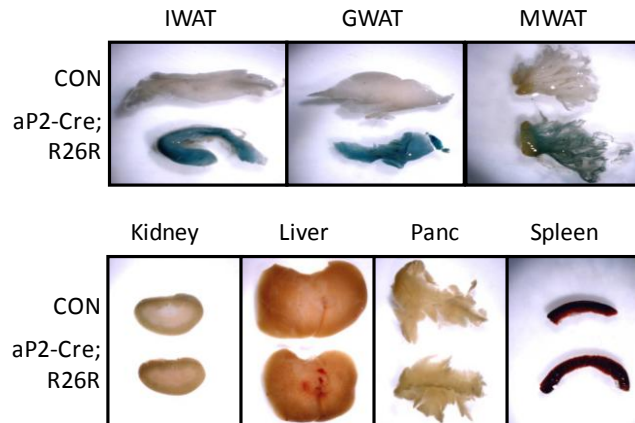 IWAT GWAT MWAT
CON
aP2-Cre;
R26R
Kidney Liver Panc Spleen
CON
aP2-Cre;
R26R